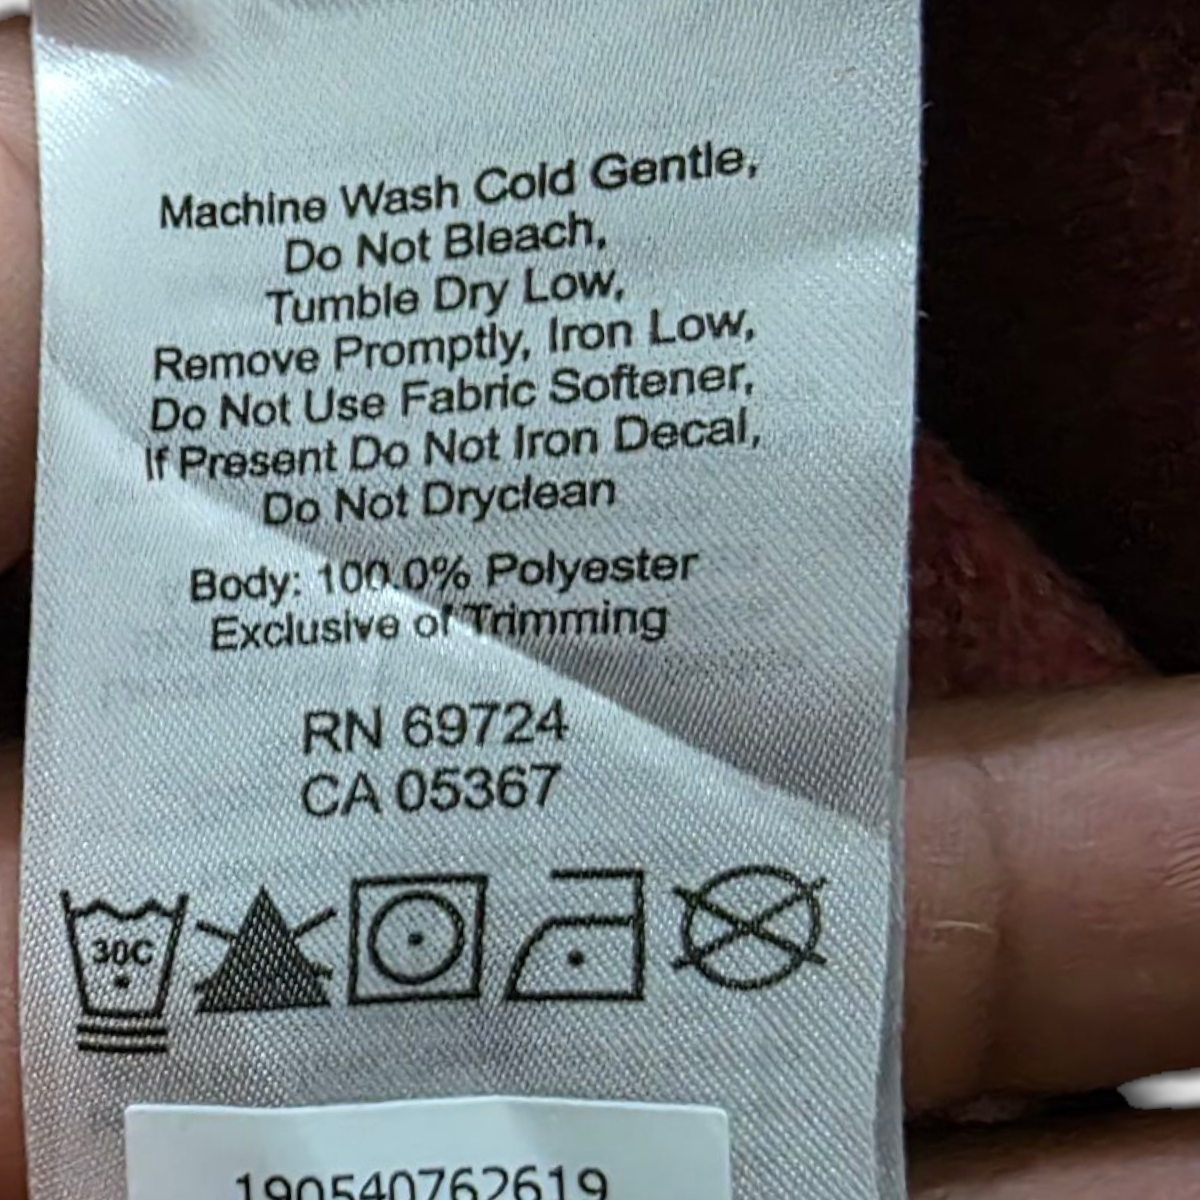 Machine Wash Cold Gentle,
Do Not Bleach,
Tumble Dry Low,
Remove Promptly, Iron Low,
Do Not Use Fabric Softener,
If Present Do Not Iron Decal,
Do Not Dryclean
Body: 100.0% Polyester
Exclusive of Trimming
RN 69724
CA 05367
30C
190540762619